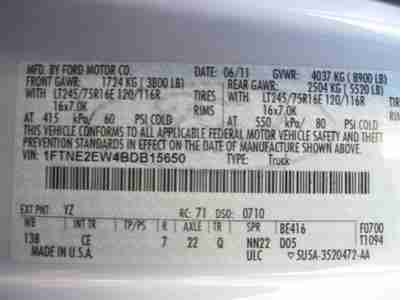 MFD. BY FORD MOTOR CO.
DATE: 06/11 GVWR: 4037 KG (8900 LB)
FRONT GAWR: 1724 KG (3800 LB) REAR GAWR: 2504 KG (5520 LB)
WITH LT245/75R16E 120/116R TIRES WITH LT245/75R16E 120/116R TIRES
16x7.0K RIMS 16x7.0K RIMS
AT 415 kPa/ 60 PSI COLD AT 550 kPa/ 80 PSI COLD
THIS VEHICLE CONFORMS TO ALL APPLICABLE FEDERAL MOTOR VEHICLE SAFETY AND THEFT
PREVENTION STANDARDS IN EFFECT ON THE DATE OF MANUFACTURE SHOWN ABOVE.
VIN: 1FTNE2EW4BDB15650 TYPE: Truck
EXT PNT: YZ RC: 71 DSO: 0710
WB INT TR TP/PS R AXLE TR SPR BE416 F0700
138 CE 7 22 Q NN22 D05 T1094
MADE IN U.S.A. ULC 5U5A-3520472-AA